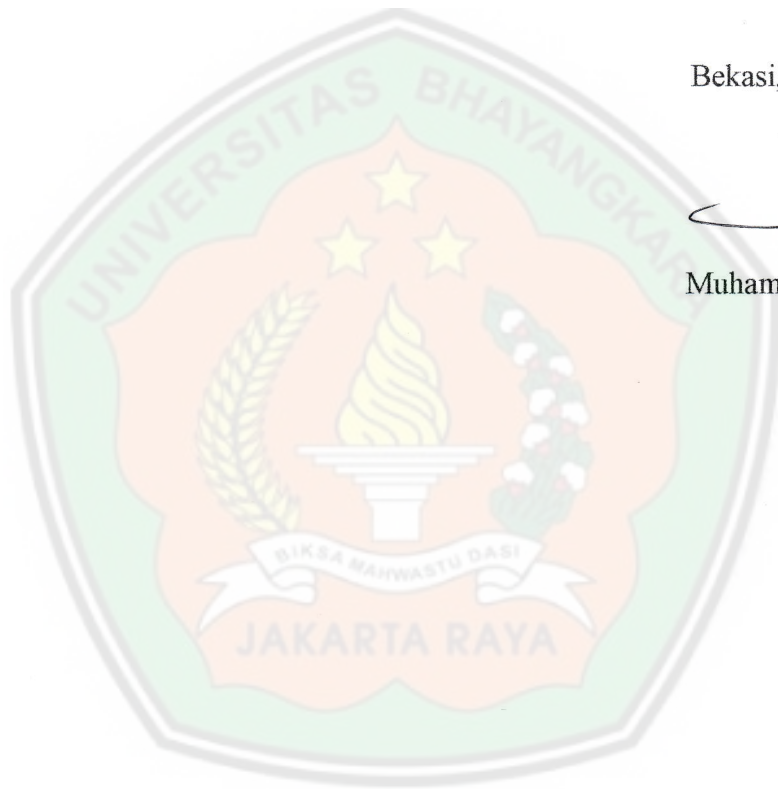 Bekasi,
UNIVERSITAS BHAYANGKARA
Muham
BIKSA MAHWASTU DASI
JAKARTA RAYA